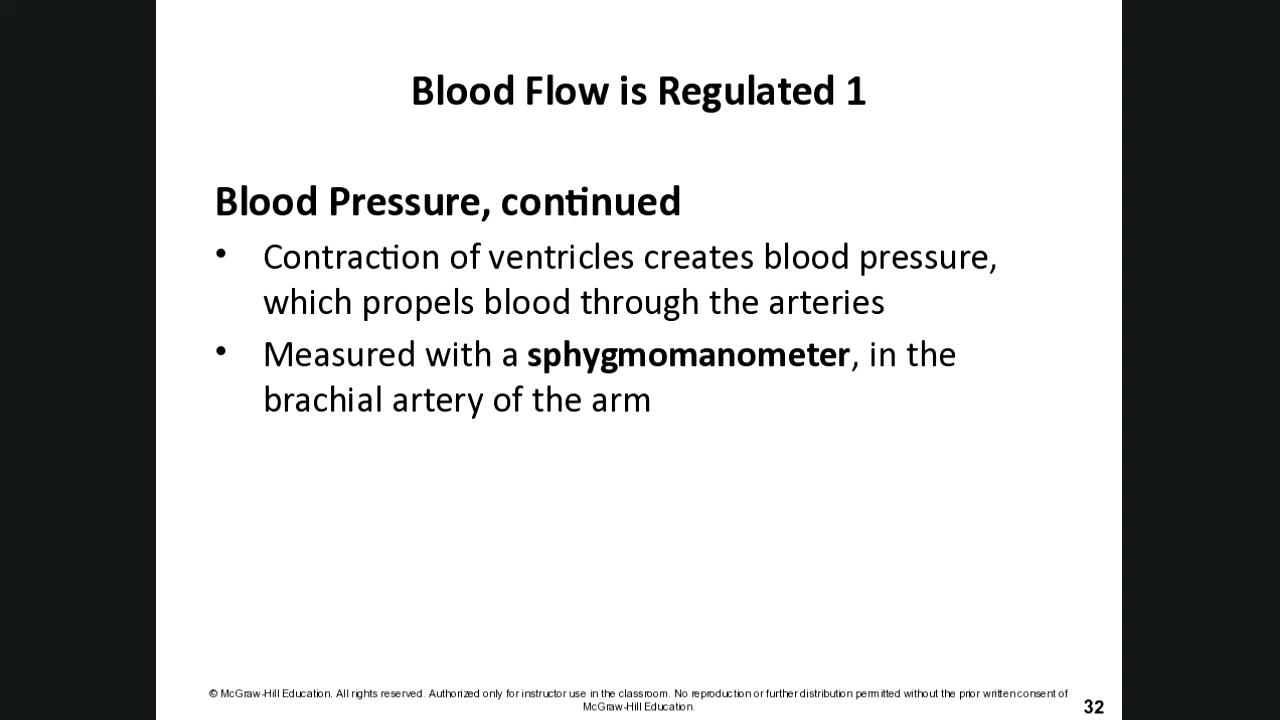 Blood Flow is Regulated 1
Blood Pressure, continued
• Contraction of ventricles creates blood pressure,
which propels blood through the arteries
• Measured with a sphygmomanometer, in the
brachial artery of the arm
© McGraw-Hill Education. All rights reserved. Authorized only for instructor use in the classroom. No reproduction or further distribution permitted without the prior written consent of
McGraw-Hill Education.
32